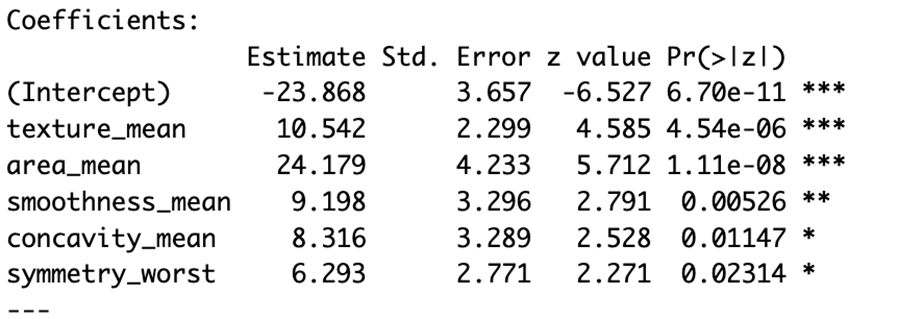 Coefficients:
Estimate Std. Error z value Pr(>|z|)
(Intercept) -23.868 3.657 -6.527 6.70e-11 ***
texture_mean 10.542 2.299 4.585 4.54e-06 ***
area_mean 24.179 4.233 5.712 1.11e-08 ***
smoothness_mean 9.198 3.296 2.791 0.00526 **
concavity_mean 8.316 3.289 2.528 0.01147 *
symmetry_worst 6.293 2.771 2.271 0.02314 *
---